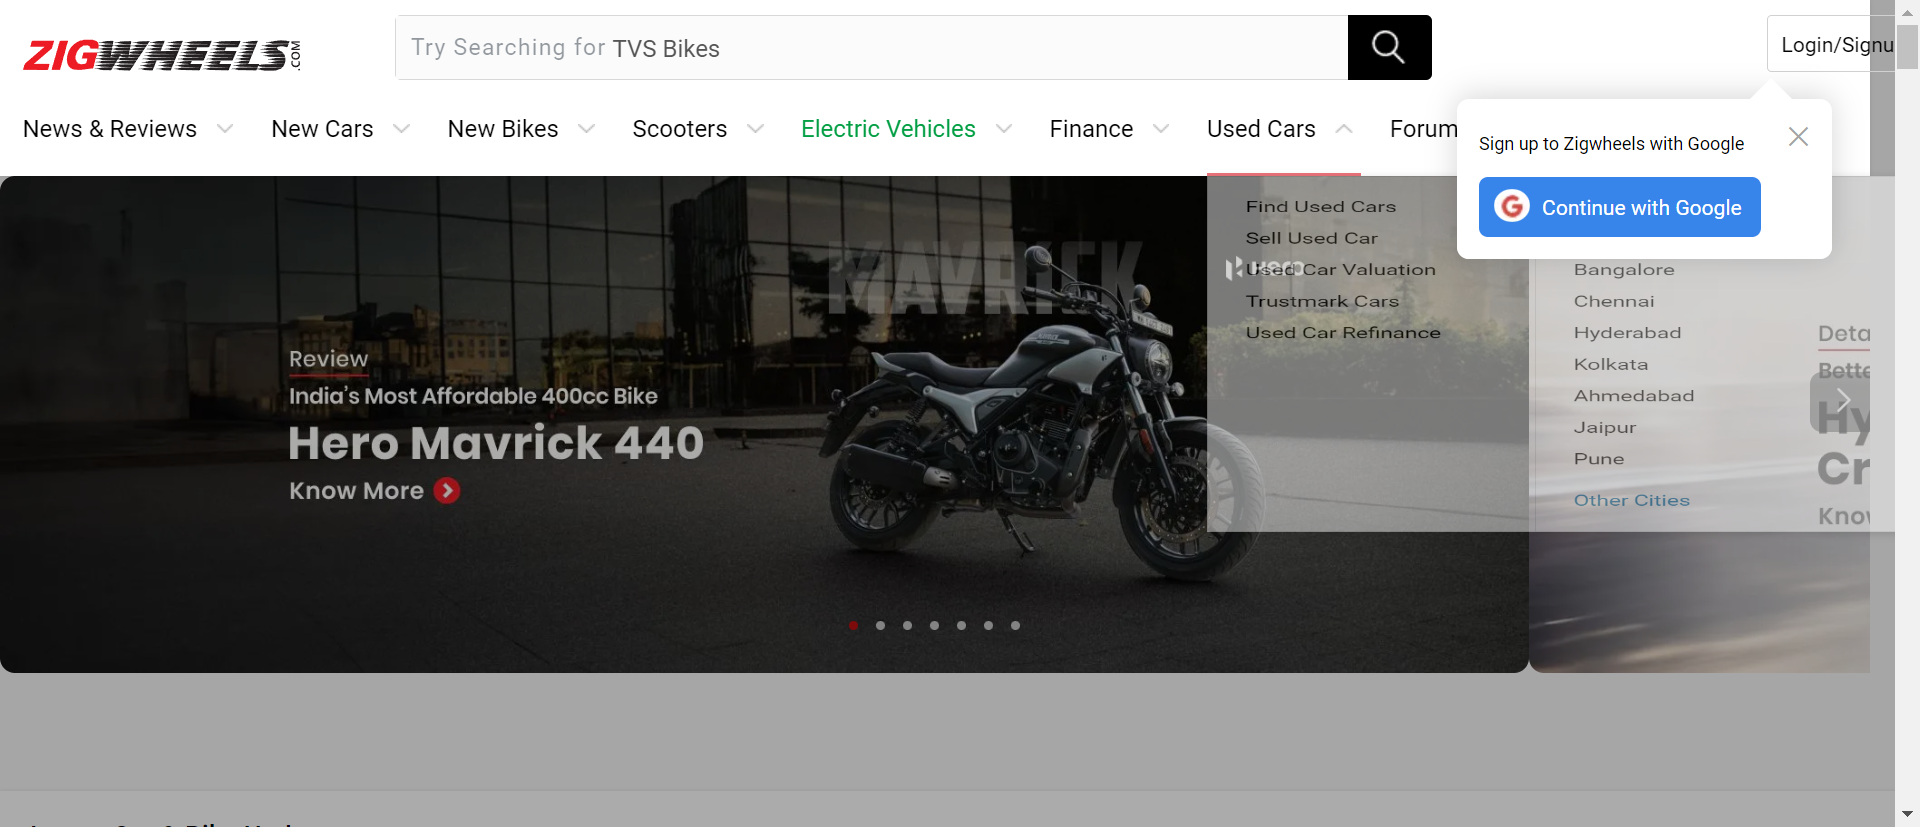 ZIGWHEELS.COM
Try Searching for TVS Bikes
Login/Signu
News & Reviews
New Cars
New Bikes
Scooters
Electric Vehicles
Finance
Used Cars
Forum
Sign up to Zigwheels with Google
Continue with Google
MAVRICK
Hero
Find Used Cars
Sell Used Car
Used Car Valuation
Trustmark Cars
Used Car Refinance
Bangalore
Chennai
Hyderabad
Kolkata
Ahmedabad
Jaipur
Pune
Other Cities
Review
India's Most Affordable 400cc Bike
Hero Mavrick 440
Know More
Deta
Bette
Hy
Cr
Know